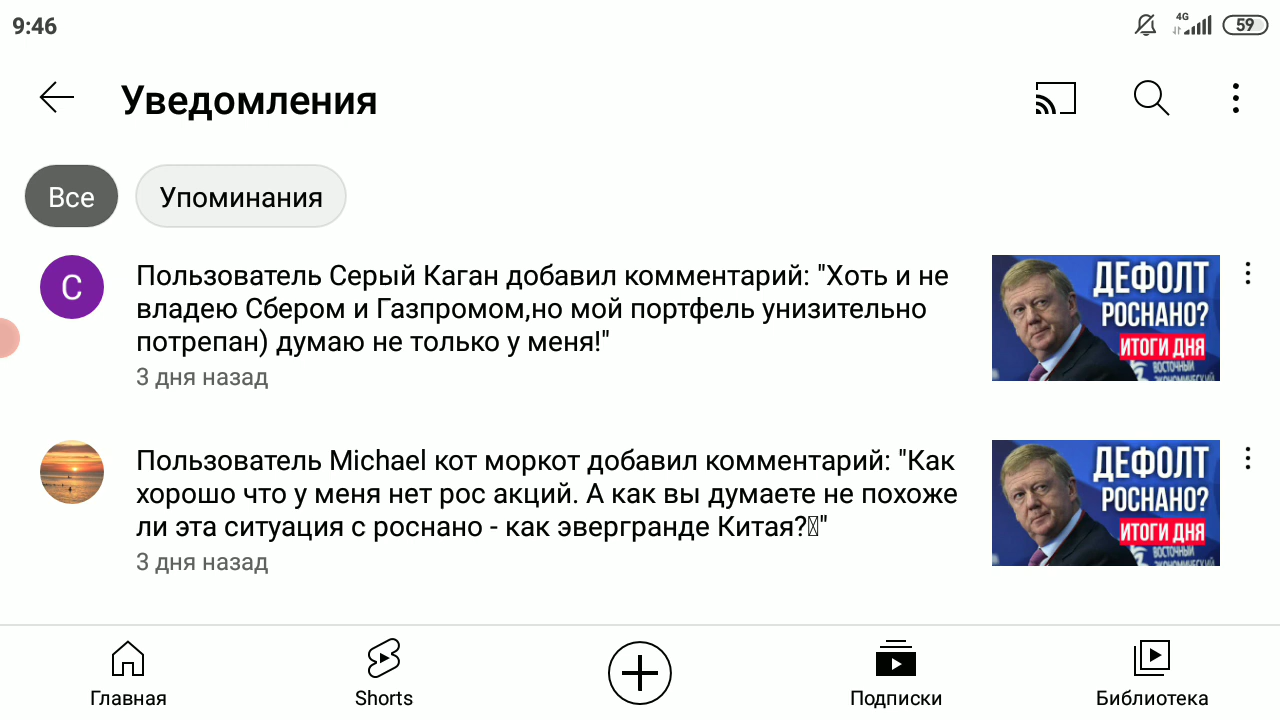 9:46
4G
59
Уведомления
Все
Упоминания
С
Пользователь Серый Каган добавил комментарий: "Хоть и не
владею Сбером и Газпромом,но мой портфель унизительно
потрепан) думаю не только у меня!"
3 дня назад
ДЕФОЛТ
РОСНАНО?
ИТОГИ ДНЯ
ВОСТОЧНЫЙ
ЭКОНОМИЧЕСКИЙ
Пользователь Michael кот моркот добавил комментарий: "Как
хорошо что у меня нет рос акций. А как вы думаете не похоже
ли эта ситуация с роснано - как эвергранде Китая?"
3 дня назад
ДЕФОЛТ
РОСНАНО?
ИТОГИ ДНЯ
ВОСТОЧНЫЙ
ЭКОНОМИЧЕСКИЙ
Главная
Shorts
Подписки
Библиотека